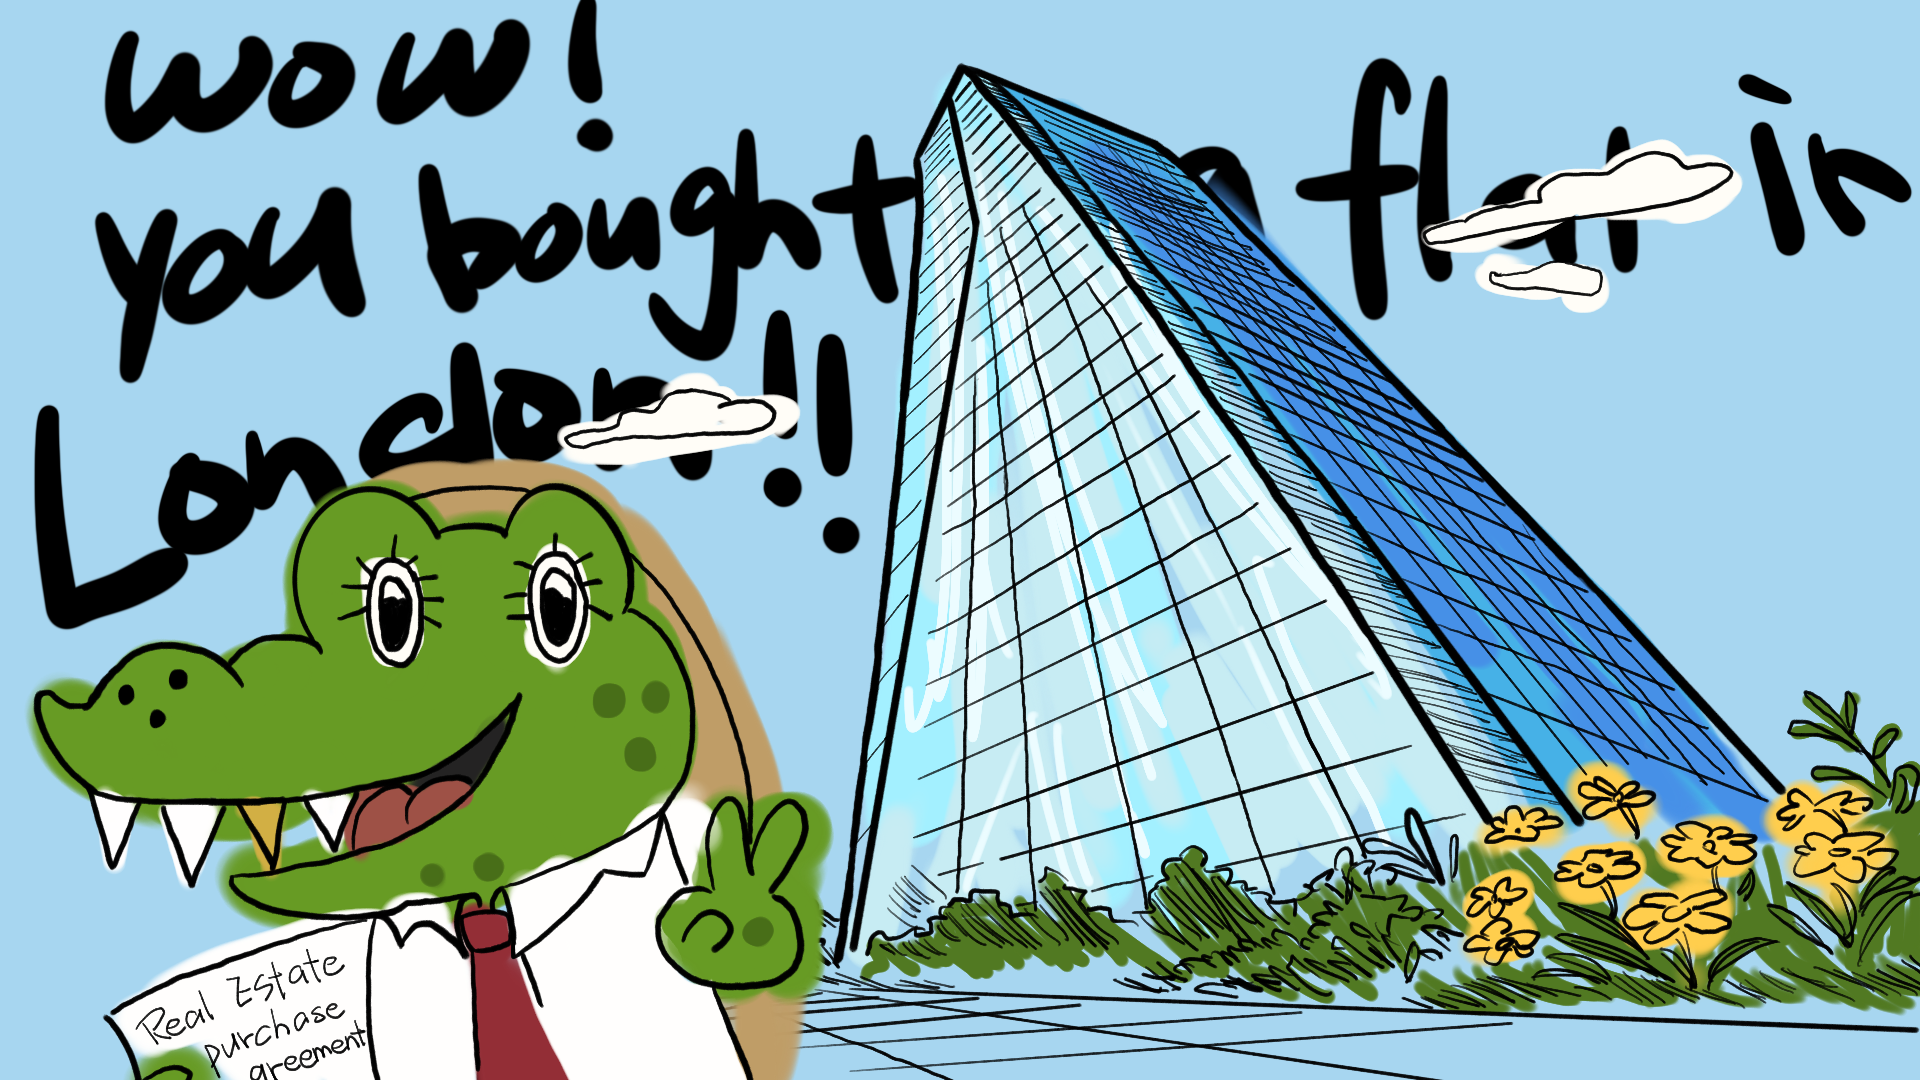 wow!
you bought a flat in
London!!
Real Estate
purchase
agreement